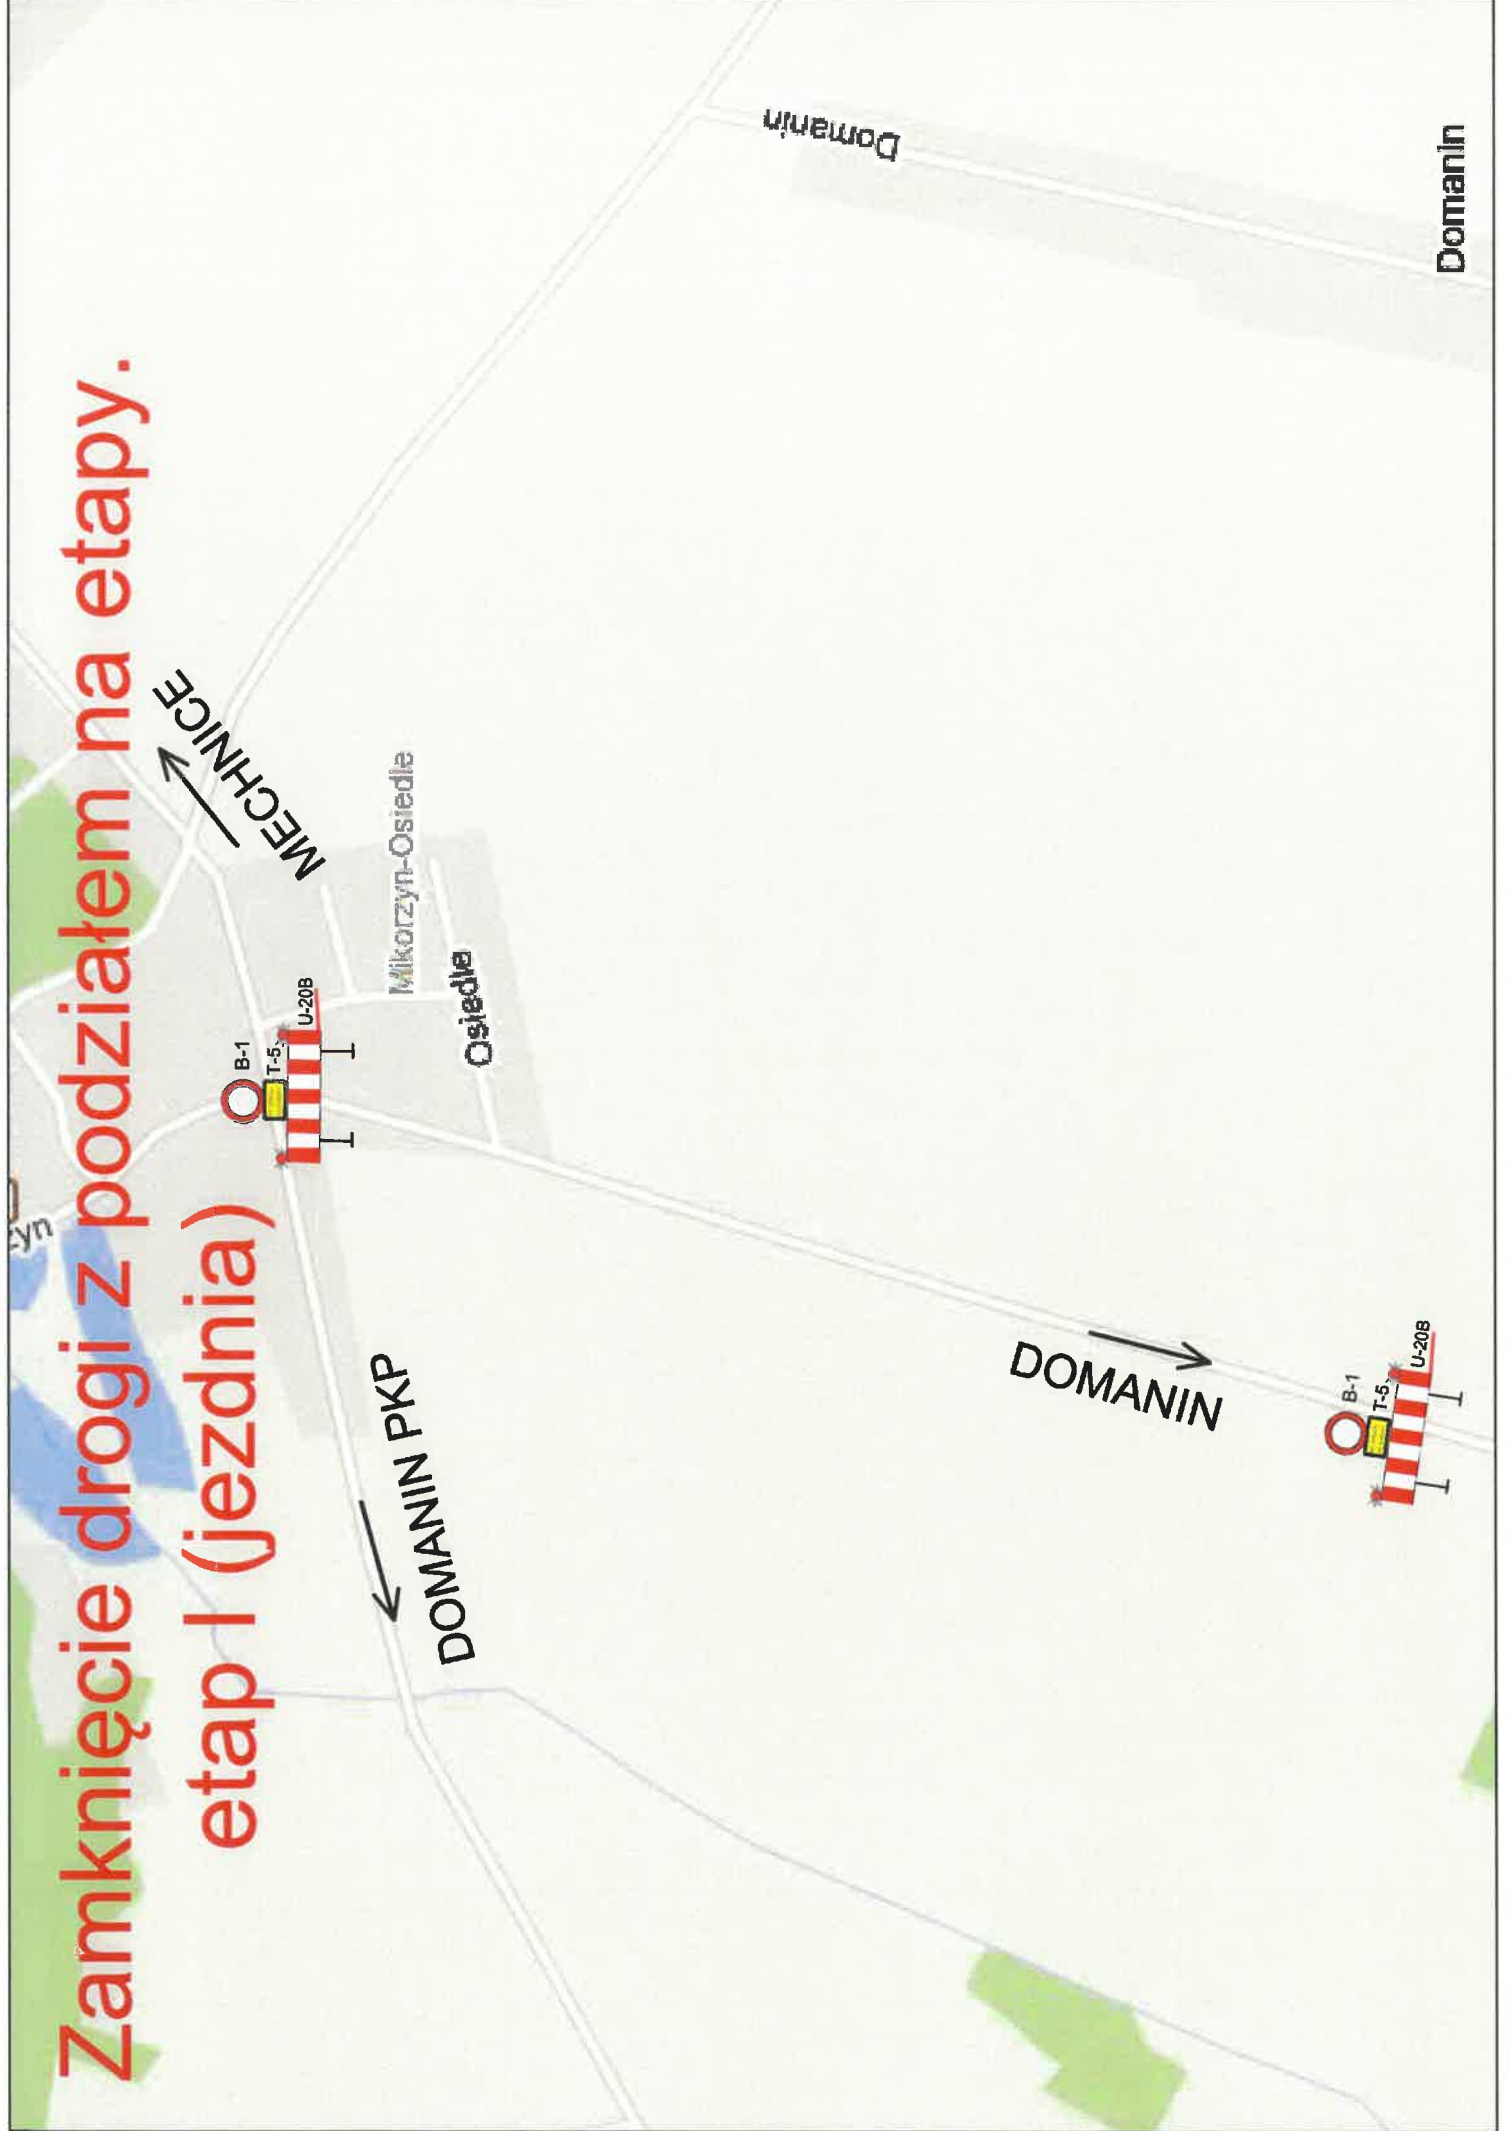 Zamknięcie drogi z podziałem na etapy.
etap I (jezdnia)
zyn
B-1
T-5
U-20B
MECHNICE
Mikorzyn-Osiedle
Osiedle
DOMANIN PKP
DOMANIN
B-1
T-5
U-20B
Domanin
Domanin